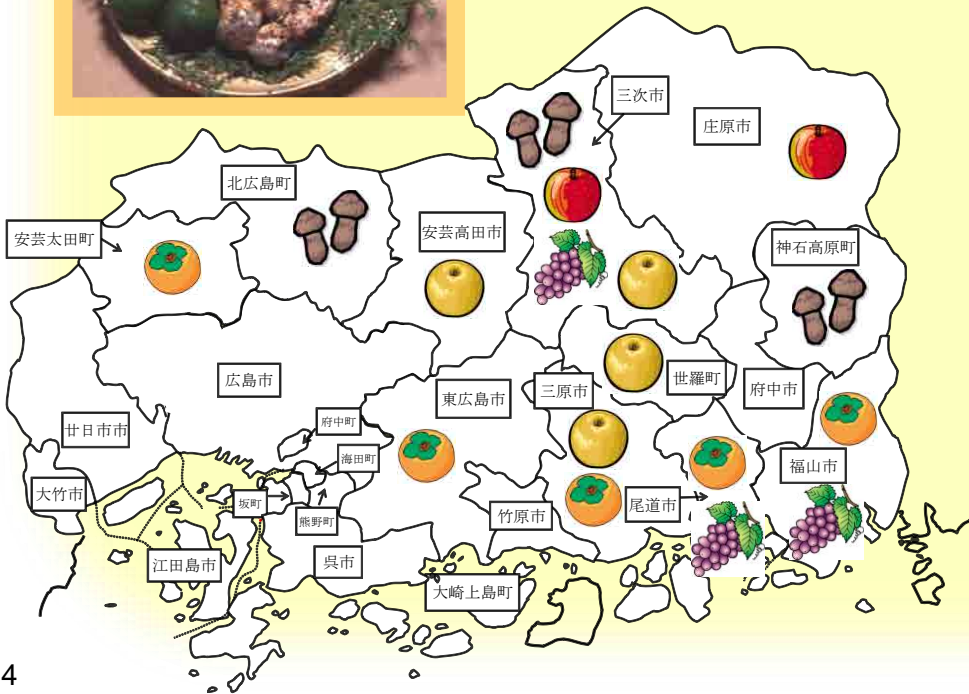 三次市
庄原市
北広島町
安芸太田町
安芸高田市
神石高原町
広島市
東広島市
三原市
世羅町
府中市
府中町
廿日市市
海田町
福山市
大竹市
坂町
熊野町
竹原市
尾道市
江田島市
呉市
大崎上島町
4